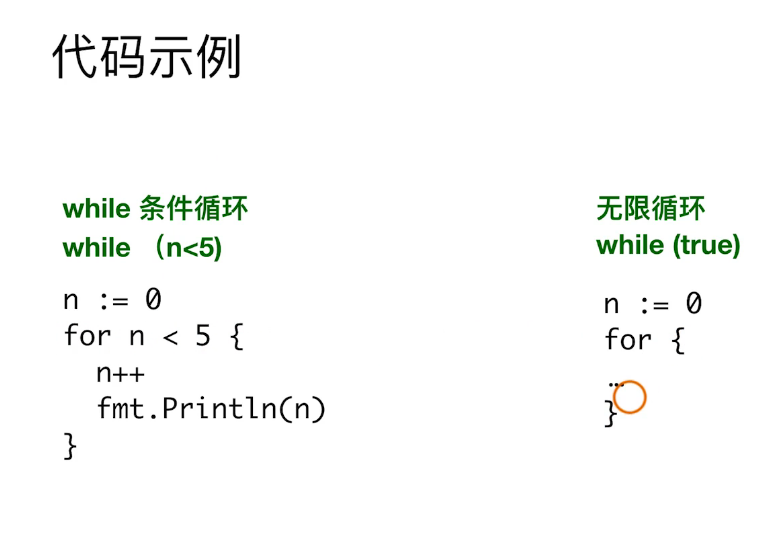 代码示例
while 条件循环
while （n<5)
n := 0
for n < 5 {
  n++
  fmt.Println(n)
}
无限循环
while (true)
n := 0
for {
…
}